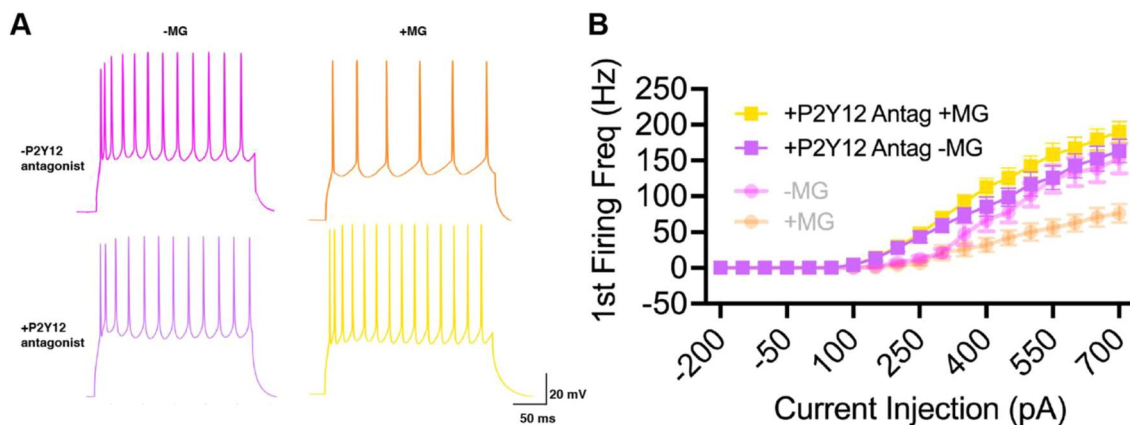 A
-MG
+MG
-P2Y12
antagonist
+P2Y12
antagonist
20 mV
50 ms
B
1st Firing Freq (Hz)
250
200
150
100
50
0
-50
+P2Y12 Antag +MG
+P2Y12 Antag -MG
-MG
+MG
-200
-50
100
250
400
550
700
Current Injection (pA)